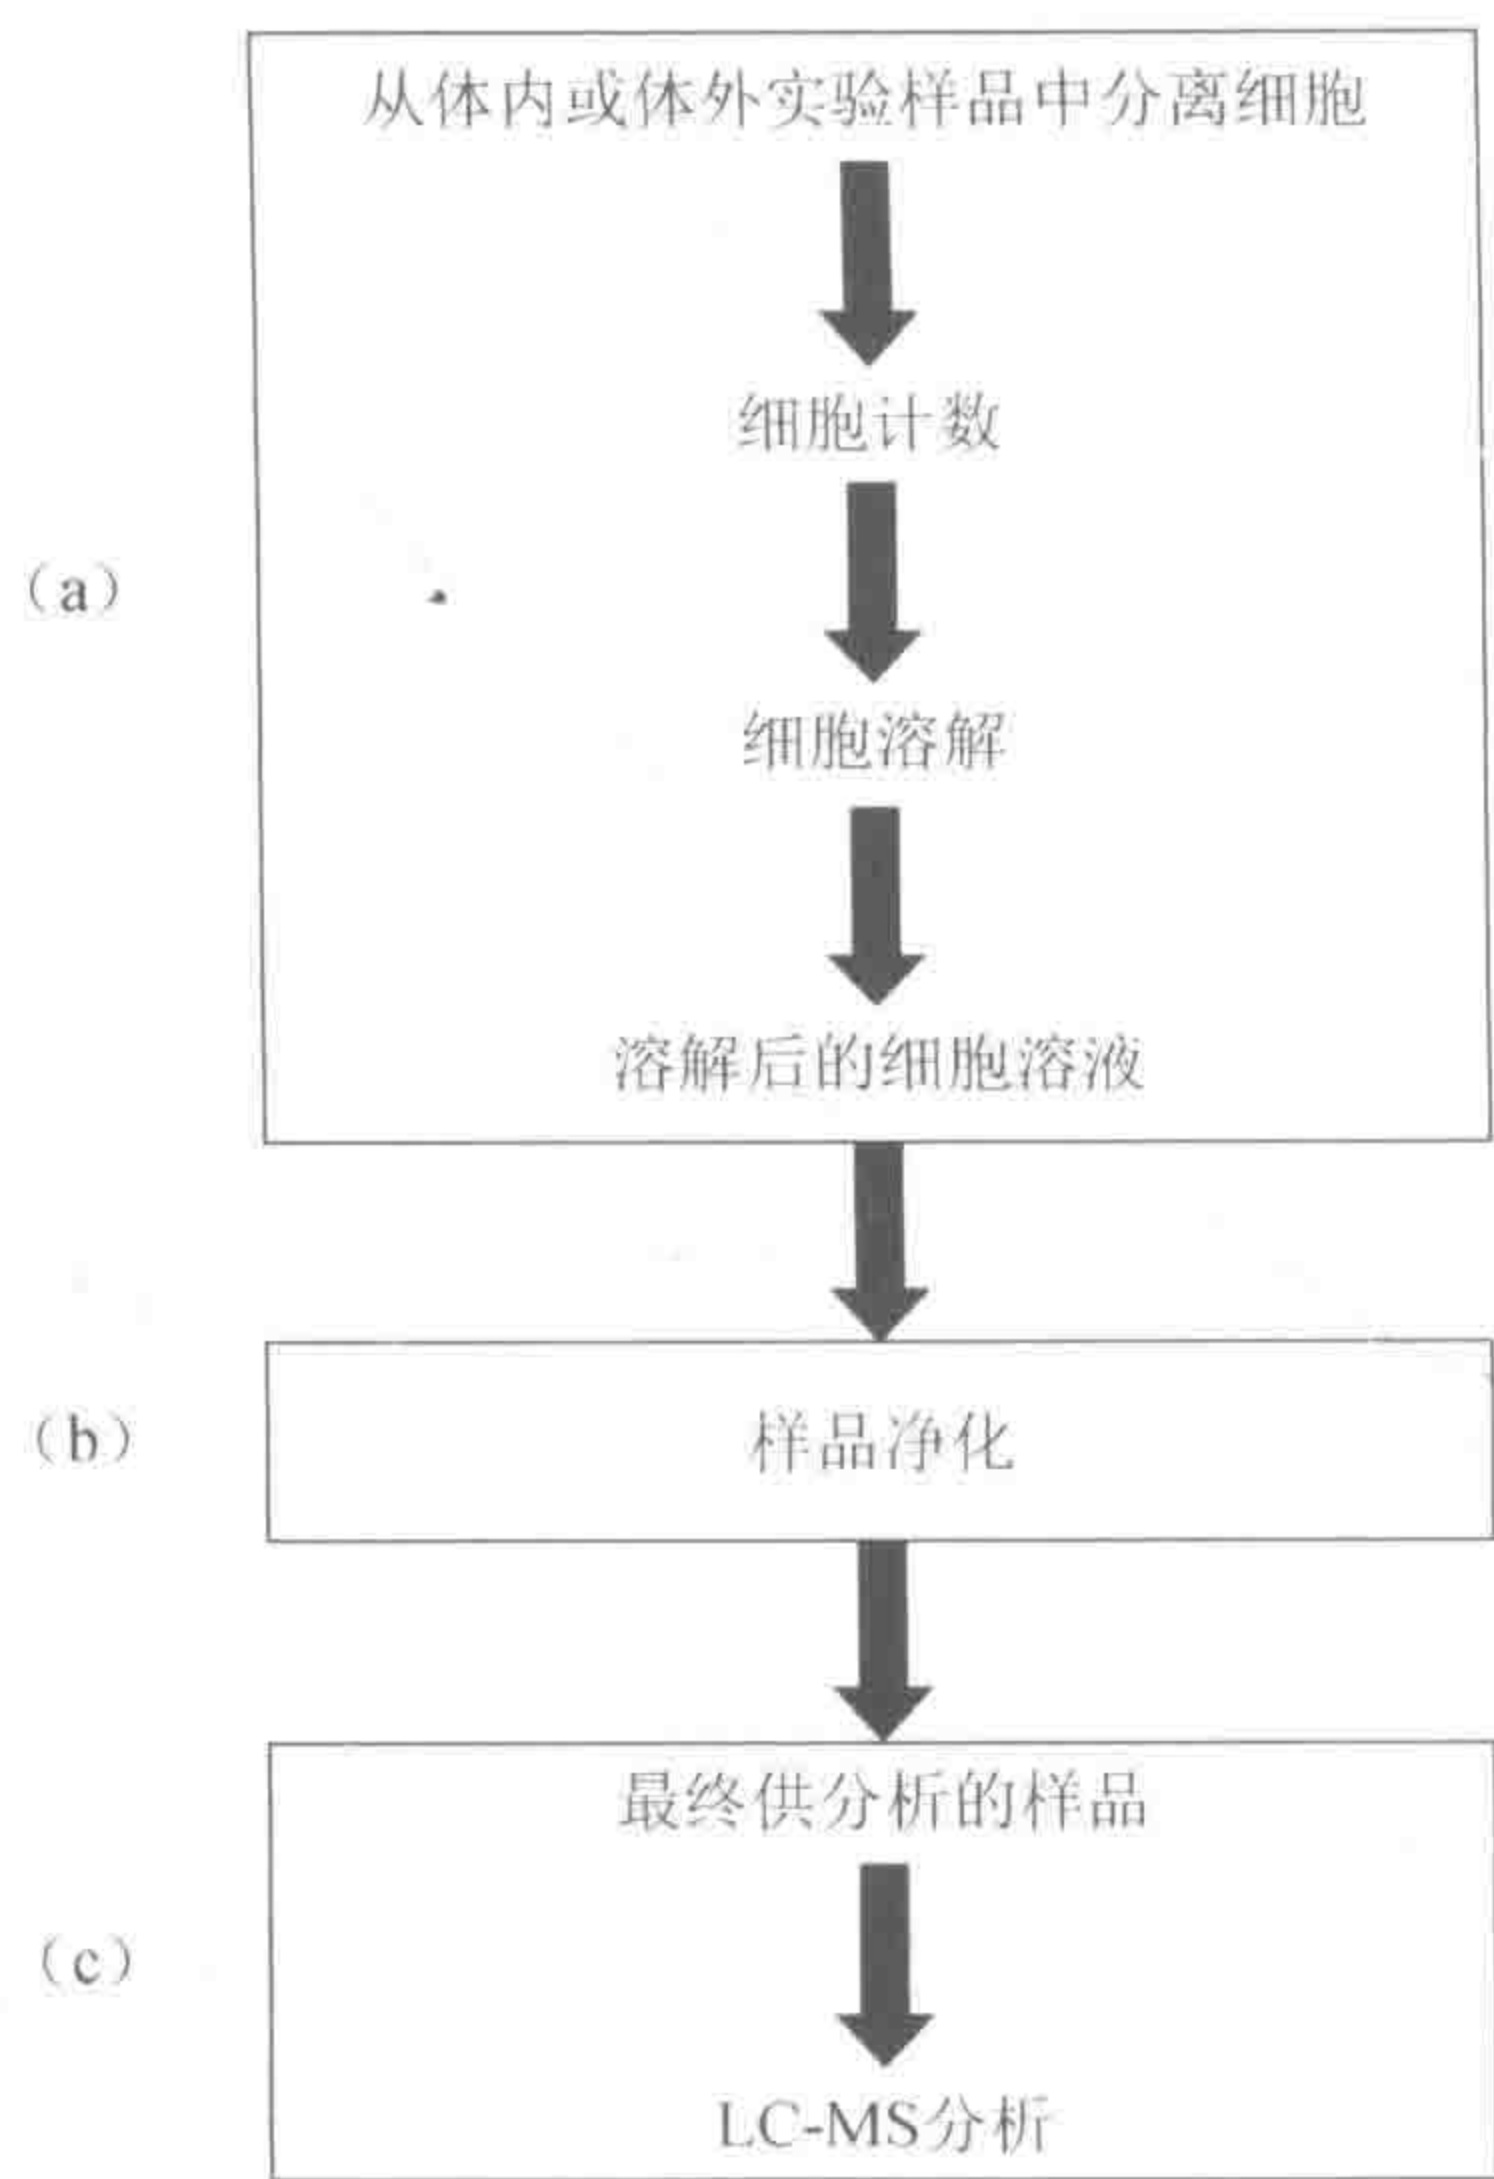 从体内或体外实验样品中分离细胞
细胞计数
(a)
细胞溶解
溶解后的细胞溶液
(b)
样品净化
最终供分析的样品
(c)
LC-MS分析